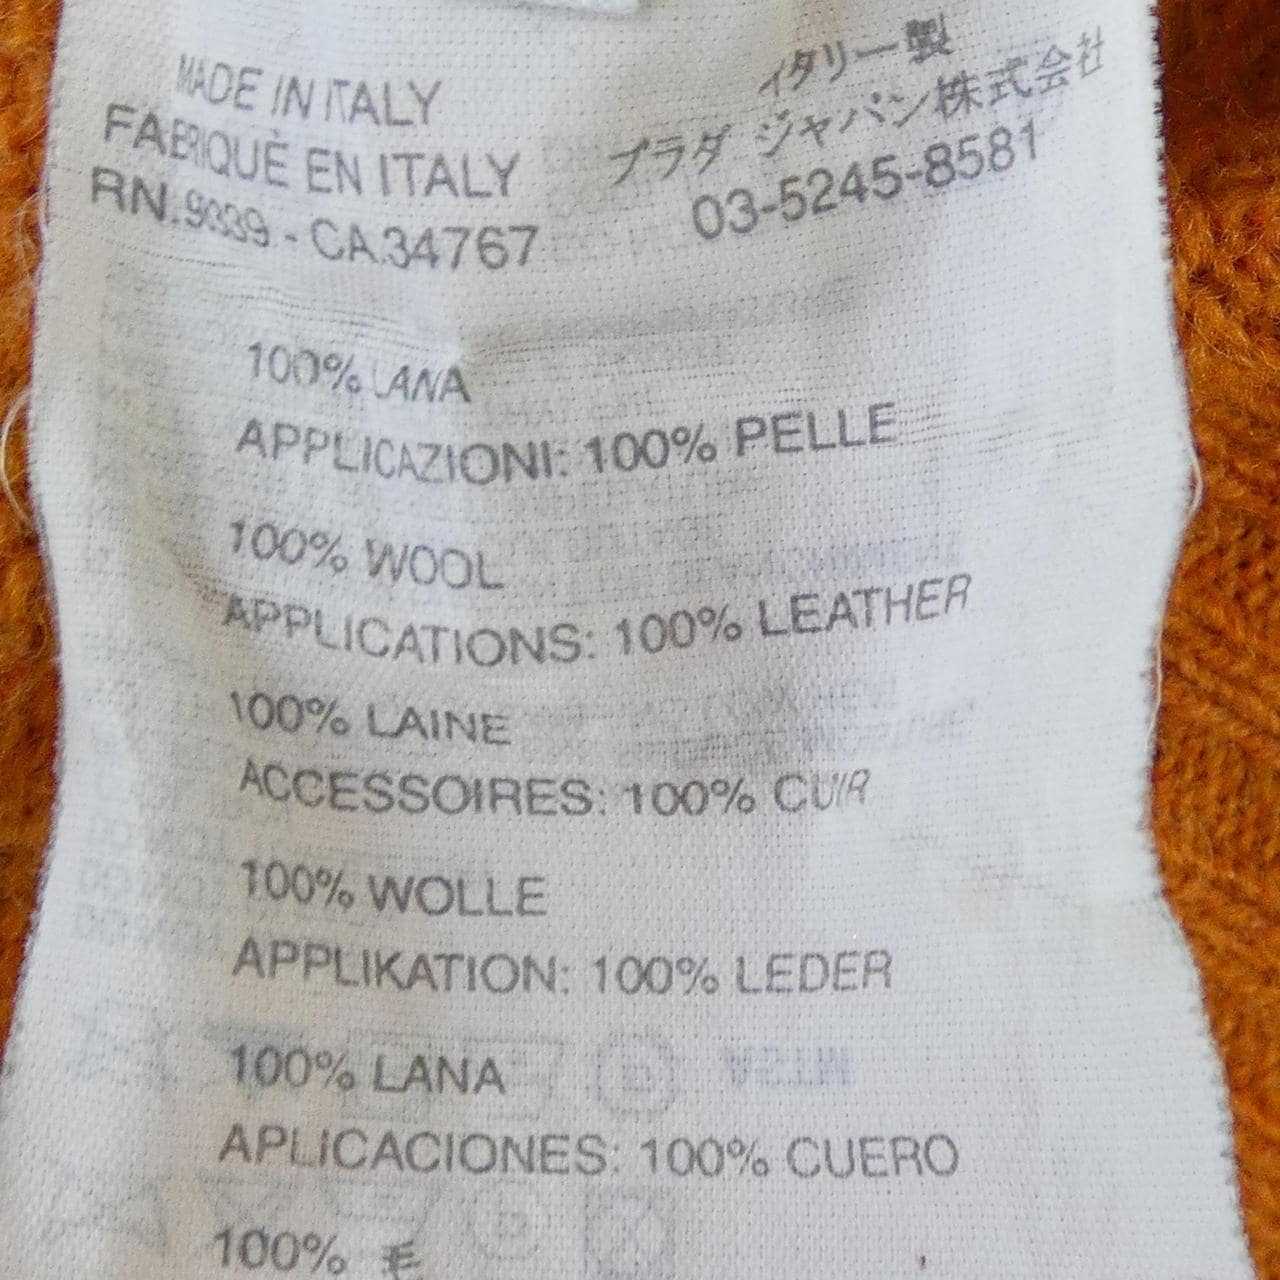 MADE IN ITALY
FABRIQUÈ EN ITALY
RN.9039 - CA.34767
イタリー製
プラダ ジャパン株式会社
03-5245-8581
100% LANA
APPLICAZIONI: 100% PELLE
100% WOOL
APPLICATIONS: 100% LEATHER
100% LAINE
ACCESSOIRES: 100% CUIR
100% WOLLE
APPLIKATION: 100% LEDER
100% LANA
APLICACIONES: 100% CUERO
100% 毛